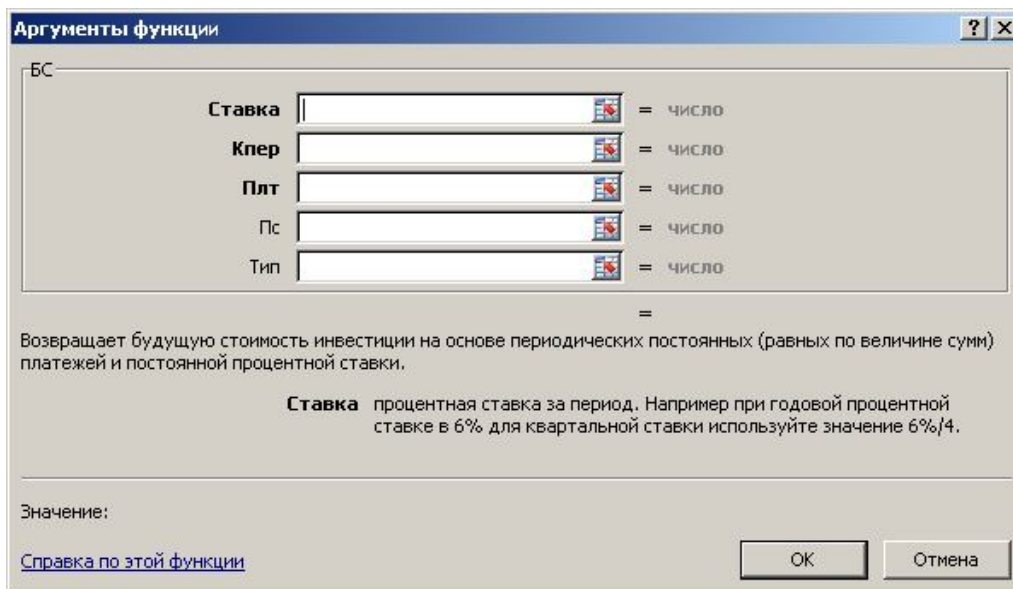 Аргументы функции
БС
Ставка = число
Кпер = число
Плт = число
Пс = число
Тип = число
=
Возвращает будущую стоимость инвестиции на основе периодических постоянных (равных по величине сумм)
платежей и постоянной процентной ставки.
Ставка процентная ставка за период. Например при годовой процентной
ставке в 6% для квартальной ставки используйте значение 6%/4.
Значение:
Справка по этой функции OK Отмена